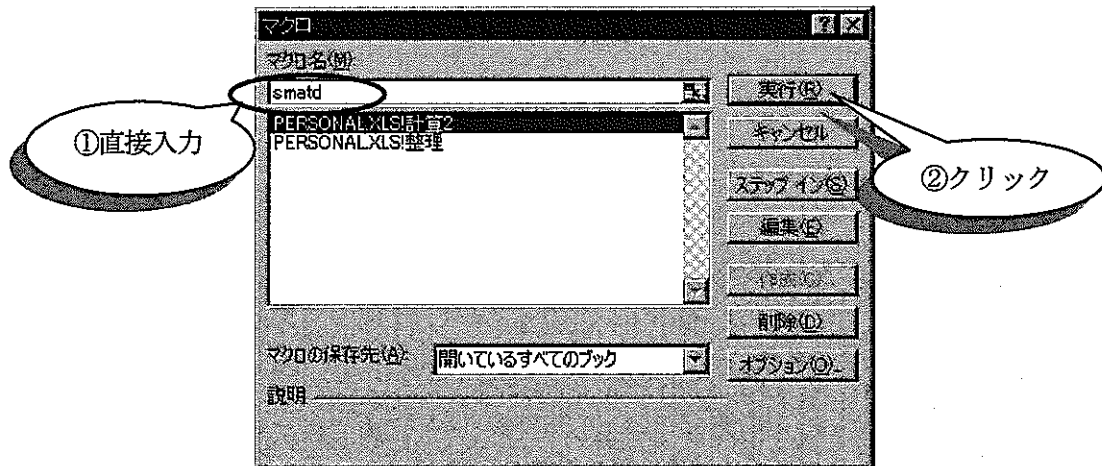 マクロ
マクロ名(M):
smatd
実行(R)
①直接入力
PERSONAL.XLS!計首2
PERSONAL.XLS!整理
キャンセル
ステップ イン(S)
②クリック
編集(E)
削除(D)
マクロの保存先(A):
開いているすべてのブック
オプション(O)...
説明